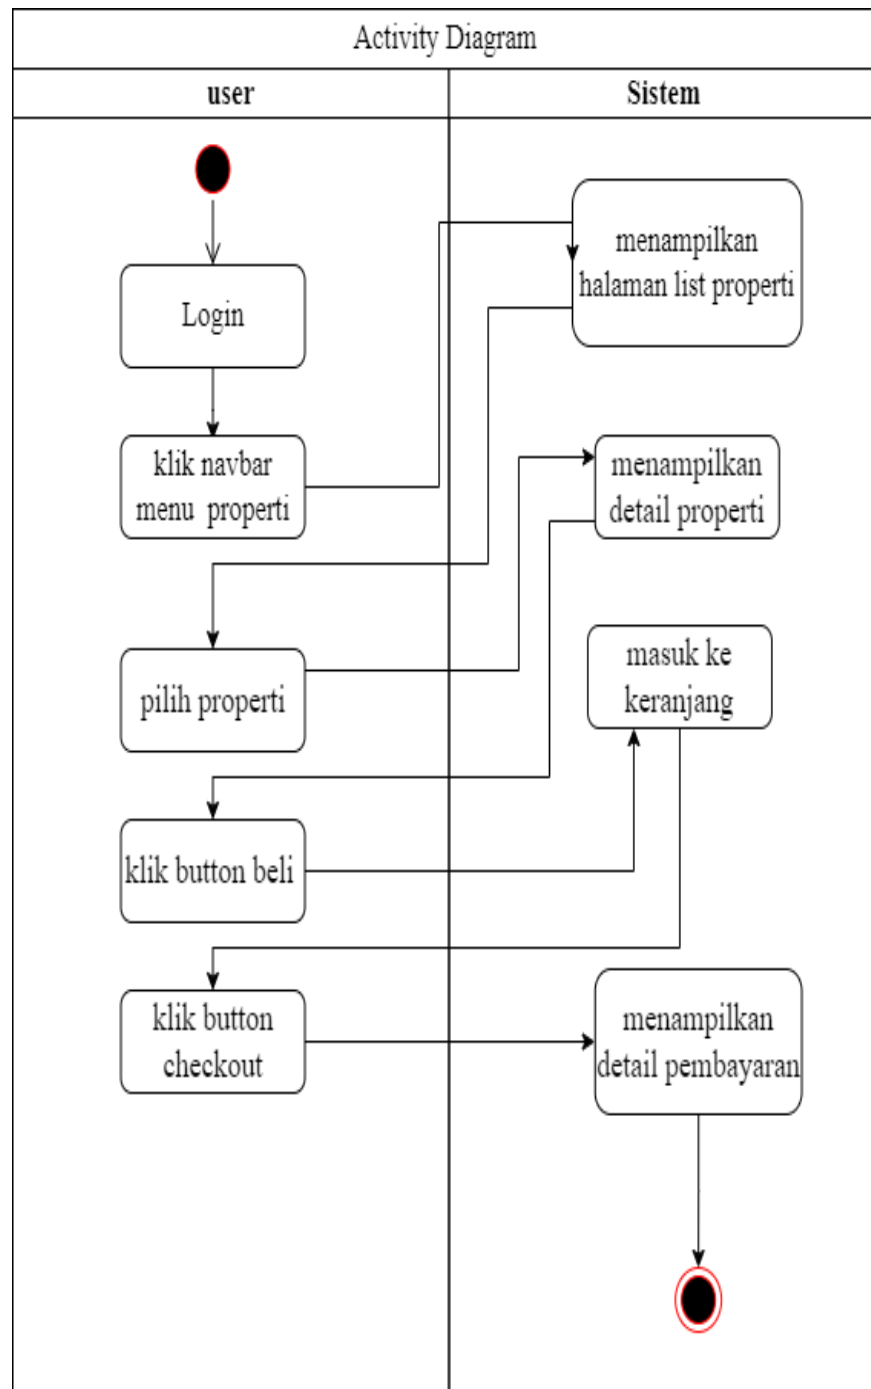 Activity Diagram
user
Sistem
menampilkan
halaman list properti
Login
klik navbar
menu properti
menampilkan
detail properti
pilih properti
masuk ke
keranjang
klik button beli
klik button
checkout
menampilkan
detail pembayaran